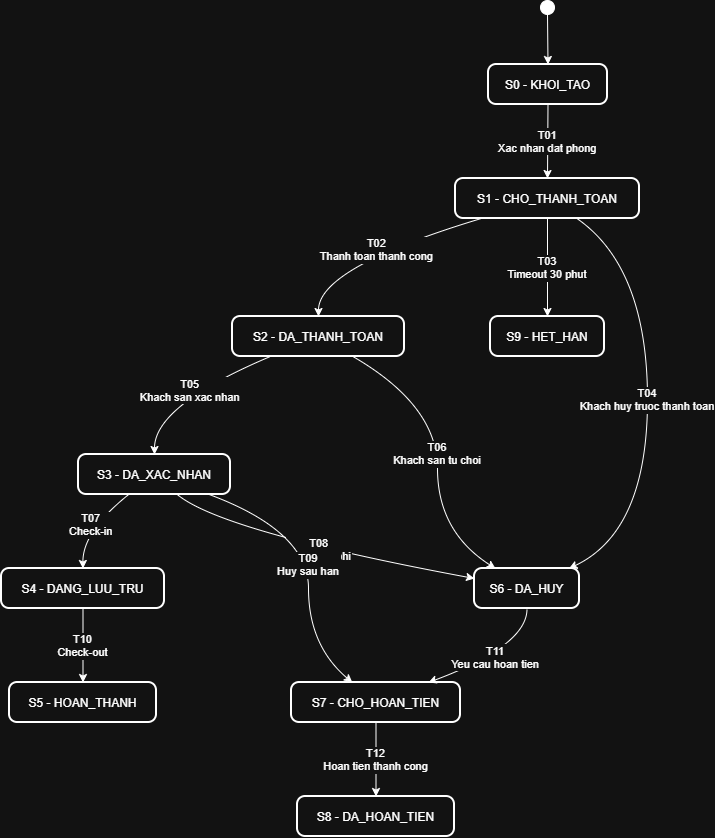 S0 - KHOI_TAO
T01
Xac nhan dat phong
S1 - CHO_THANH_TOAN
T02
Thanh toan thanh cong
T03
Timeout 30 phut
S2 - DA_THANH_TOAN
S9 - HET_HAN
T04
Khach huy truoc thanh toan
T05
Khach san xac nhan
T06
Khach san tu choi
S3 - DA_XAC_NHAN
T07
Check-in
T08
T09
Huy sau han
S4 - DANG_LUU_TRU
S6 - DA_HUY
T10
Check-out
T11
Yeu cau hoan tien
S5 - HOAN_THANH
S7 - CHO_HOAN_TIEN
T12
Hoan tien thanh cong
S8 - DA_HOAN_TIEN